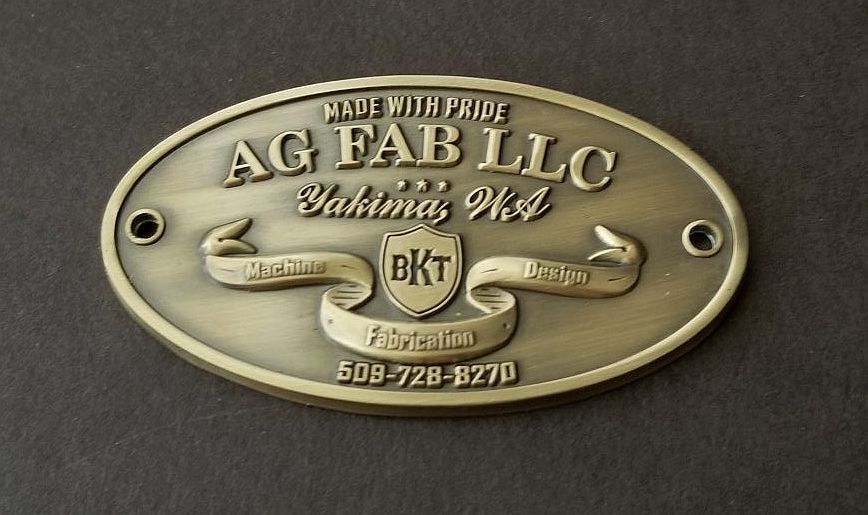 MADE WITH PRIDE
AG FAB LLC
Yakima, WA
Machine
BKT
Design
Fabrication
509-728-8270